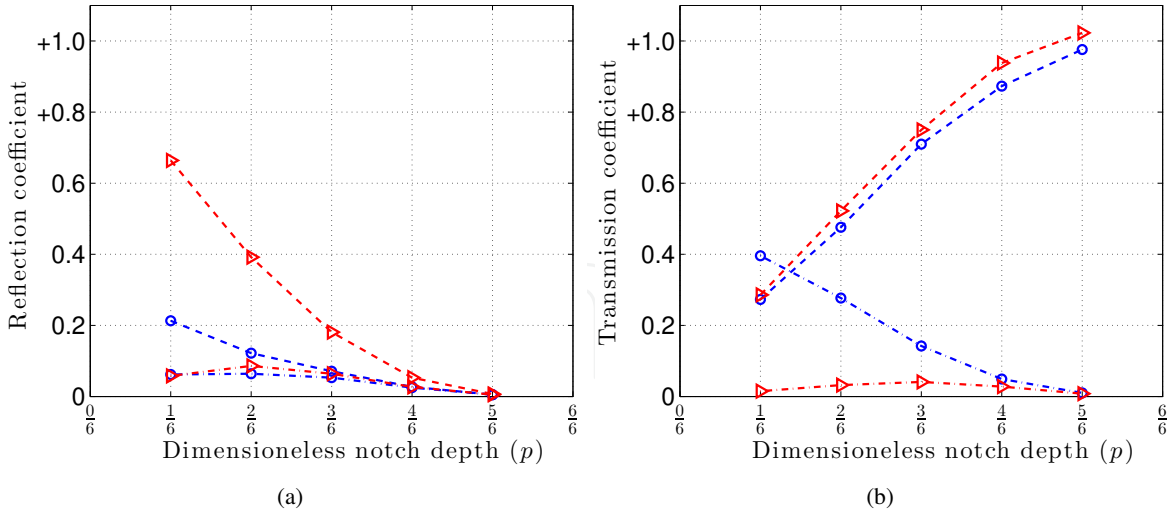 Reflection coefficient
+1.0
+0.8
0.6
0.4
0.2
0
0/6 1/6 2/6 3/6 4/6 5/6 6/6
Dimensioneless notch depth (p)
(a)
Transmission coefficient
+1.0
+0.8
0.6
0.4
0.2
0
0/6 1/6 2/6 3/6 4/6 5/6 6/6
Dimensioneless notch depth (p)
(b)